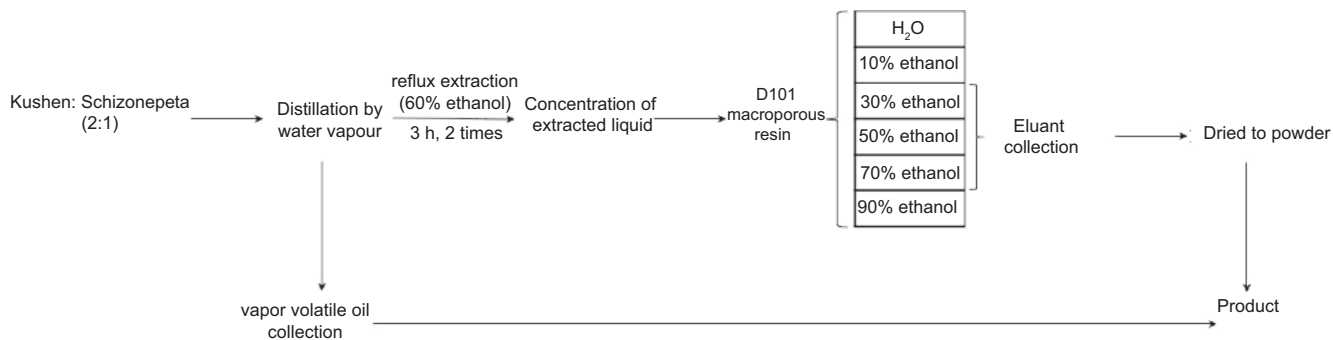 Kushen: Schizonepeta
(2:1)
Distillation by
water vapour
reflux extraction
(60% ethanol)
3 h, 2 times
Concentration of
extracted liquid
D101
macroporous
resin
H₂O
10% ethanol
30% ethanol
50% ethanol
70% ethanol
90% ethanol
Eluant
collection
Dried to powder
vapor volatile oil
collection
Product